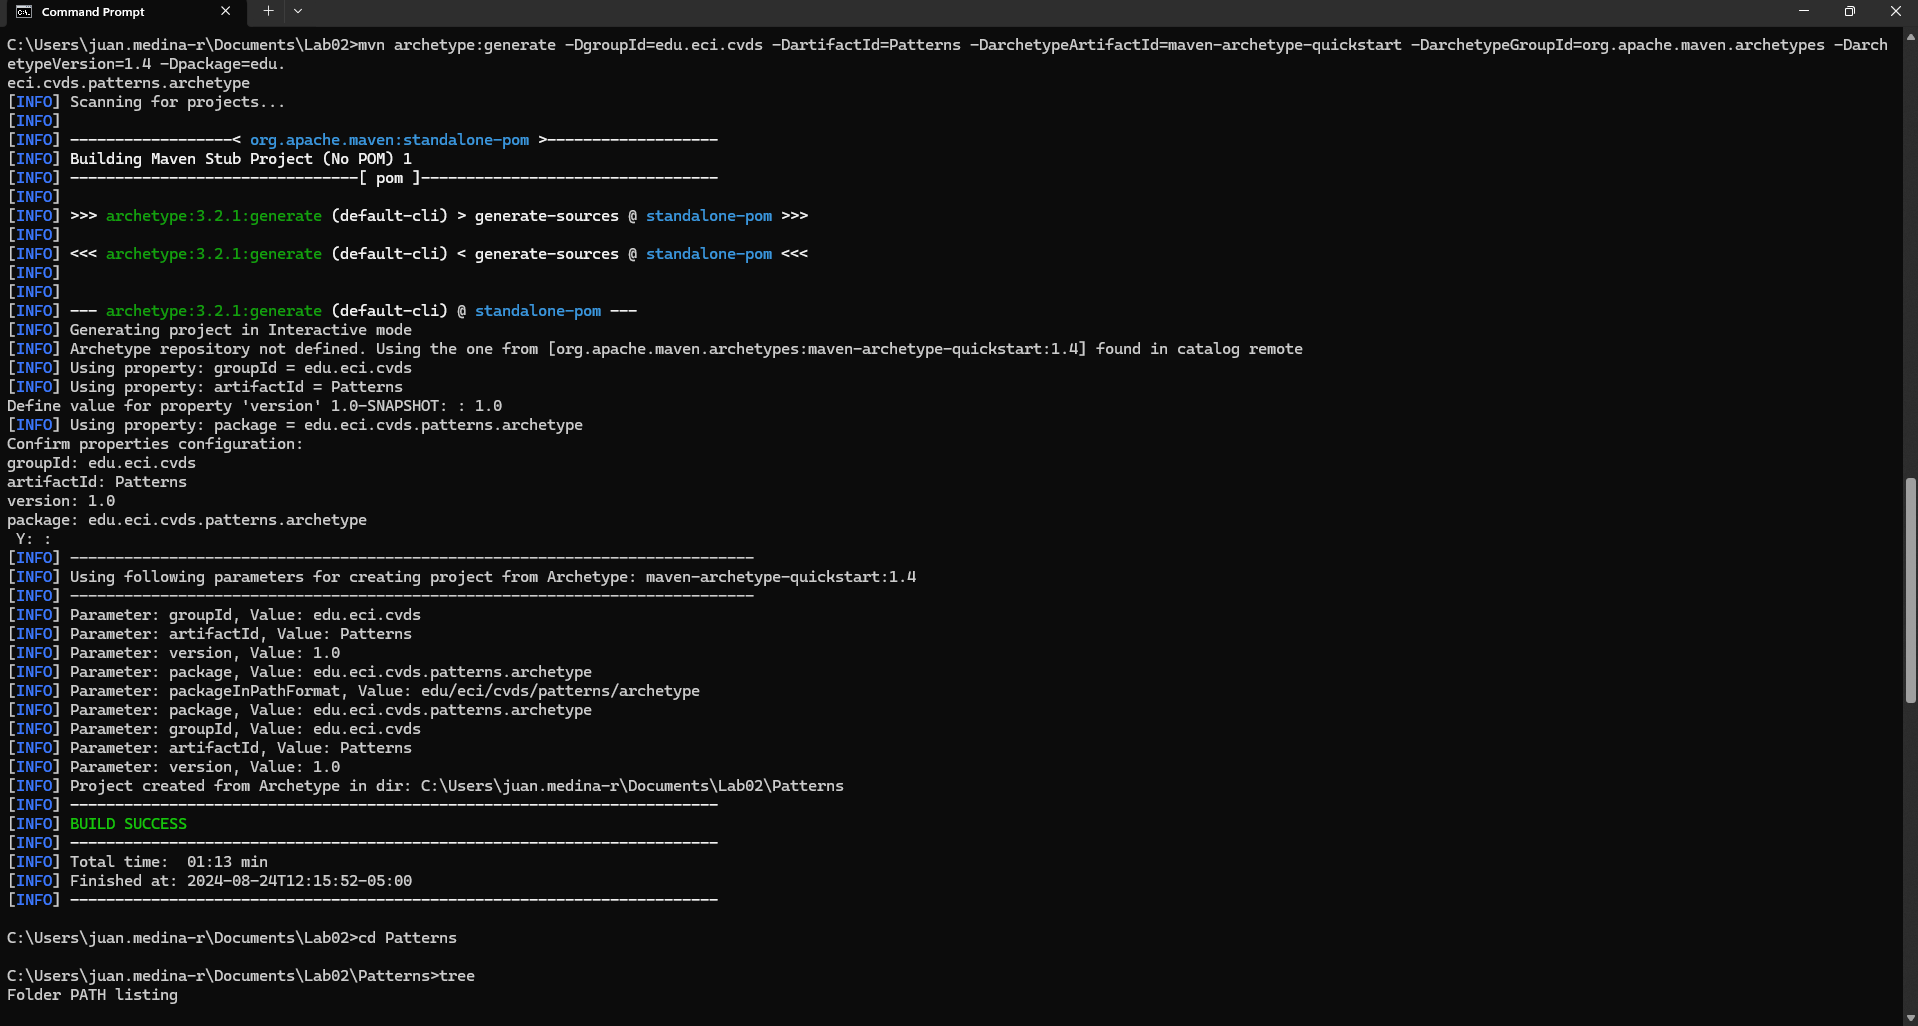 Command Prompt
C:\Users\juan.medina-r\Documents\Lab02>mvn archetype:generate -DgroupId=edu.eci.cvds -DartifactId=Patterns -DarchetypeArtifactId=maven-archetype-quickstart -DarchetypeGroupId=org.apache.maven.archetypes -Darch
etypeVersion=1.4 -Dpackage=edu.
eci.cvds.patterns.archetype
[INFO] Scanning for projects...
[INFO]
[INFO] ------------------< org.apache.maven:standalone-pom >-------------------
[INFO] Building Maven Stub Project (No POM) 1
[INFO] --------------------------------[ pom ]---------------------------------
[INFO]
[INFO] >>> archetype:3.2.1:generate (default-cli) > generate-sources @ standalone-pom >>>
[INFO]
[INFO] <<< archetype:3.2.1:generate (default-cli) < generate-sources @ standalone-pom <<<
[INFO]
[INFO]
[INFO] --- archetype:3.2.1:generate (default-cli) @ standalone-pom ---
[INFO] Generating project in Interactive mode
[INFO] Archetype repository not defined. Using the one from [org.apache.maven.archetypes:maven-archetype-quickstart:1.4] found in catalog remote
[INFO] Using property: groupId = edu.eci.cvds
[INFO] Using property: artifactId = Patterns
Define value for property 'version' 1.0-SNAPSHOT: : 1.0
[INFO] Using property: package = edu.eci.cvds.patterns.archetype
Confirm properties configuration:
groupId: edu.eci.cvds
artifactId: Patterns
version: 1.0
package: edu.eci.cvds.patterns.archetype
 Y: :
[INFO] ----------------------------------------------------------------------------
[INFO] Using following parameters for creating project from Archetype: maven-archetype-quickstart:1.4
[INFO] ----------------------------------------------------------------------------
[INFO] Parameter: groupId, Value: edu.eci.cvds
[INFO] Parameter: artifactId, Value: Patterns
[INFO] Parameter: version, Value: 1.0
[INFO] Parameter: package, Value: edu.eci.cvds.patterns.archetype
[INFO] Parameter: packageInPathFormat, Value: edu/eci/cvds/patterns/archetype
[INFO] Parameter: package, Value: edu.eci.cvds.patterns.archetype
[INFO] Parameter: groupId, Value: edu.eci.cvds
[INFO] Parameter: artifactId, Value: Patterns
[INFO] Parameter: version, Value: 1.0
[INFO] Project created from Archetype in dir: C:\Users\juan.medina-r\Documents\Lab02\Patterns
[INFO] ------------------------------------------------------------------------
[INFO] BUILD SUCCESS
[INFO] ------------------------------------------------------------------------
[INFO] Total time:  01:13 min
[INFO] Finished at: 2024-08-24T12:15:52-05:00
[INFO] ------------------------------------------------------------------------
C:\Users\juan.medina-r\Documents\Lab02>cd Patterns
C:\Users\juan.medina-r\Documents\Lab02\Patterns>tree
Folder PATH listing